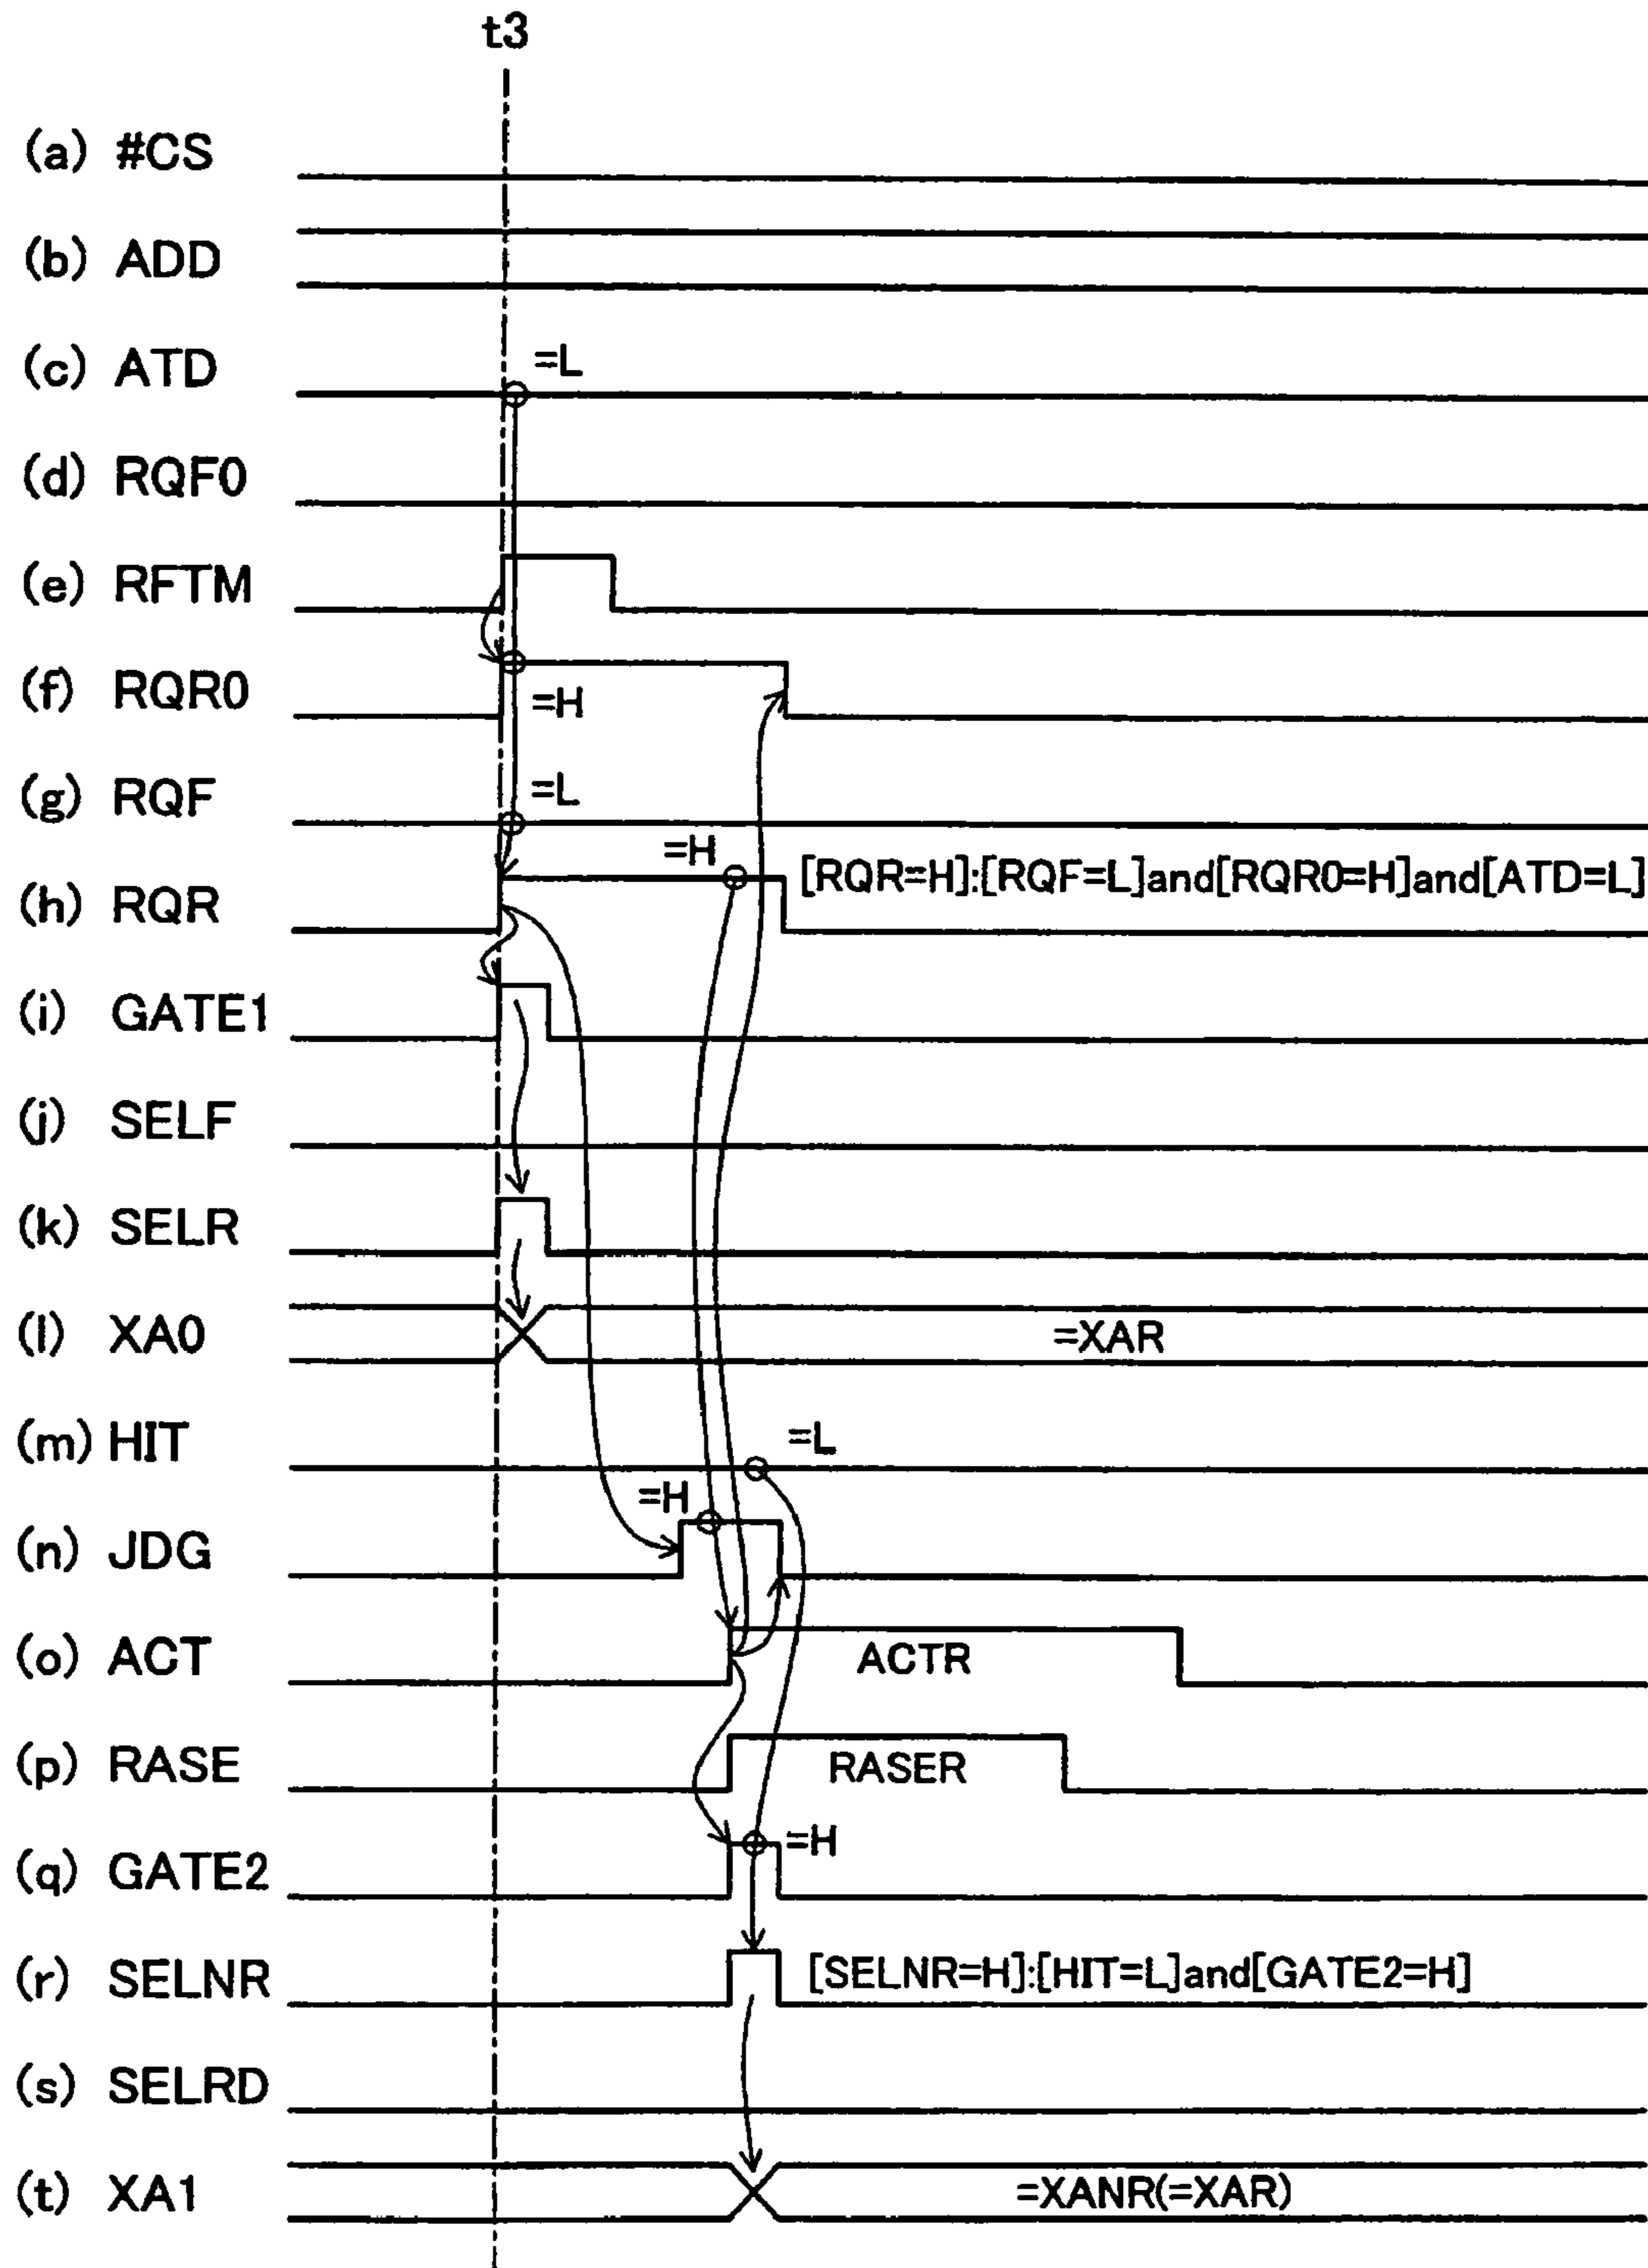 t3
(a) #CS
(b) ADD
(c) ATD =L
(d) RQF0
(e) RFTM
(f) RQR0 =H
(g) RQF =L
(h) RQR =H [RQR=H]:[RQF=L]and[RQR0=H]and[ATD=L]
(i) GATE1
(j) SELF
(k) SELR
(l) XA0 =XAR
(m) HIT =L
(n) JDG =H
(o) ACT ACTR
(p) RASE RASER
(q) GATE2 =H
(r) SELNR [SELNR=H]:[HIT=L]and[GATE2=H]
(s) SELRD
(t) XA1 =XANR(=XAR)